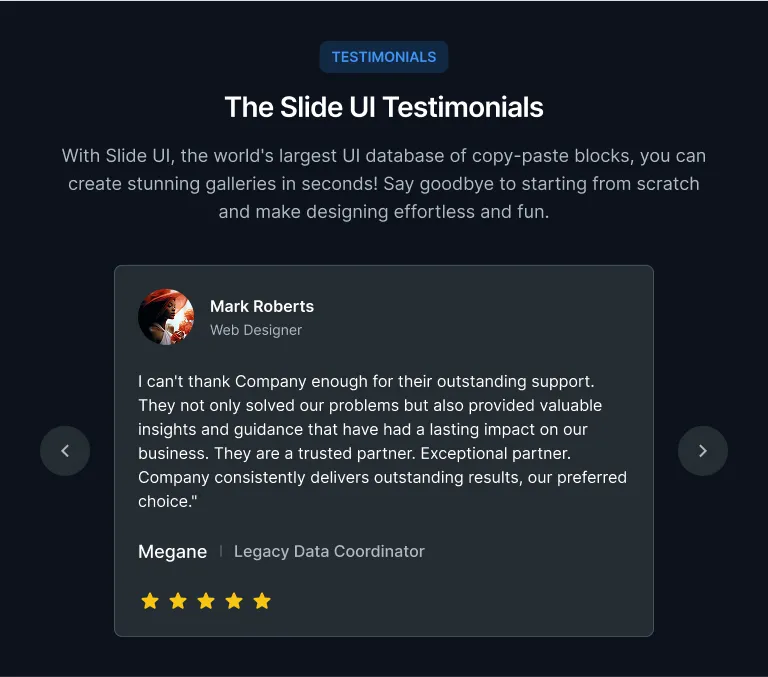 TESTIMONIALS
The Slide UI Testimonials
With Slide UI, the world's largest UI database of copy-paste blocks, you can
create stunning galleries in seconds! Say goodbye to starting from scratch
and make designing effortless and fun.
Mark Roberts
Web Designer
I can't thank Company enough for their outstanding support.
They not only solved our problems but also provided valuable
insights and guidance that have had a lasting impact on our
business. They are a trusted partner. Exceptional partner.
Company consistently delivers outstanding results, our preferred
choice."
Megane | Legacy Data Coordinator